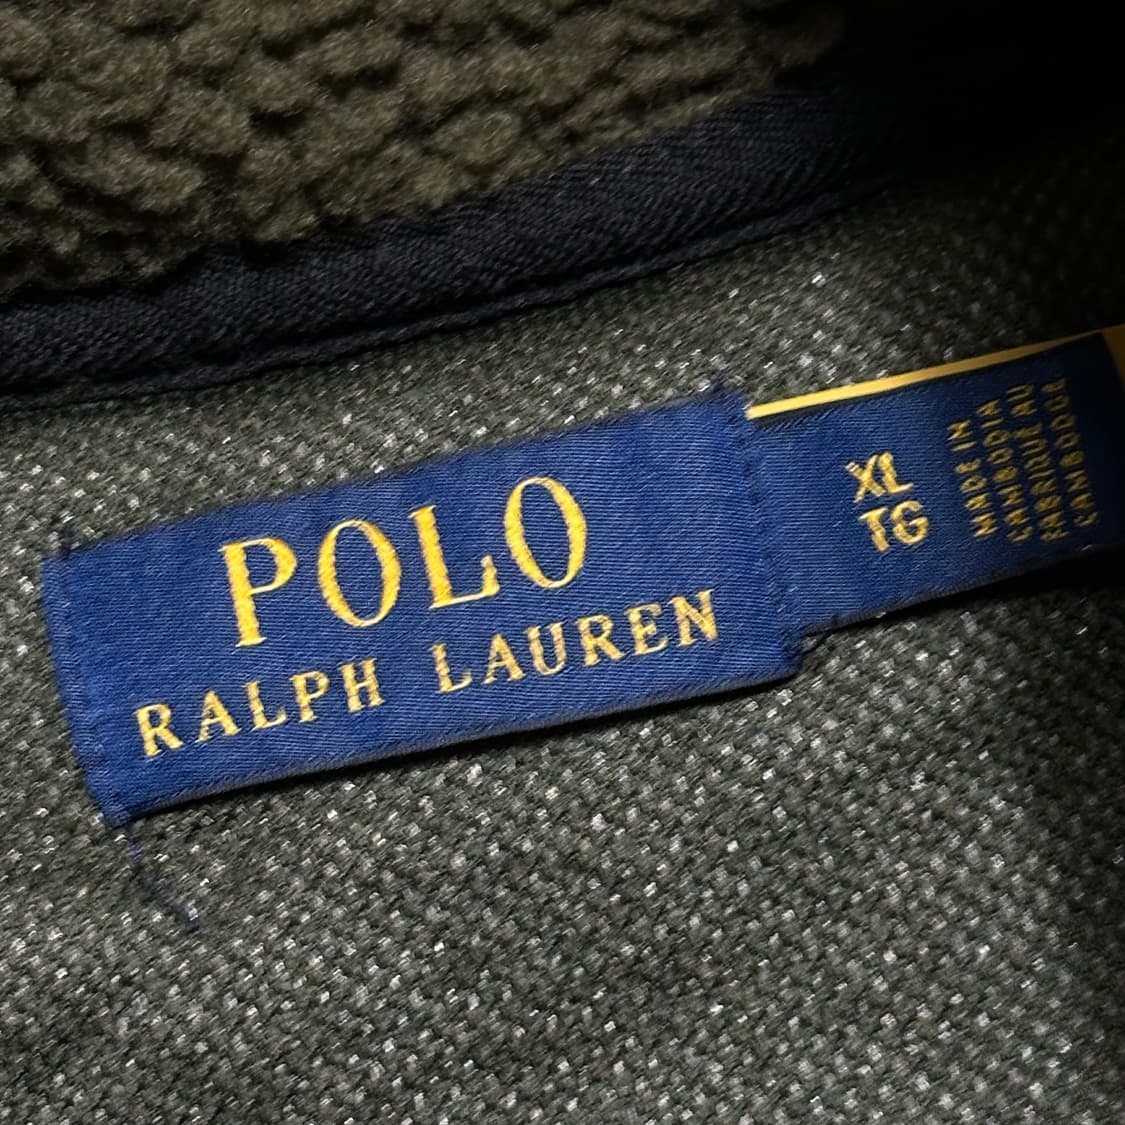 POLO
RALPH LAUREN
XL
TG
MADE IN
CAMBODIA
FABRIQUÉ AU
CAMBODGE